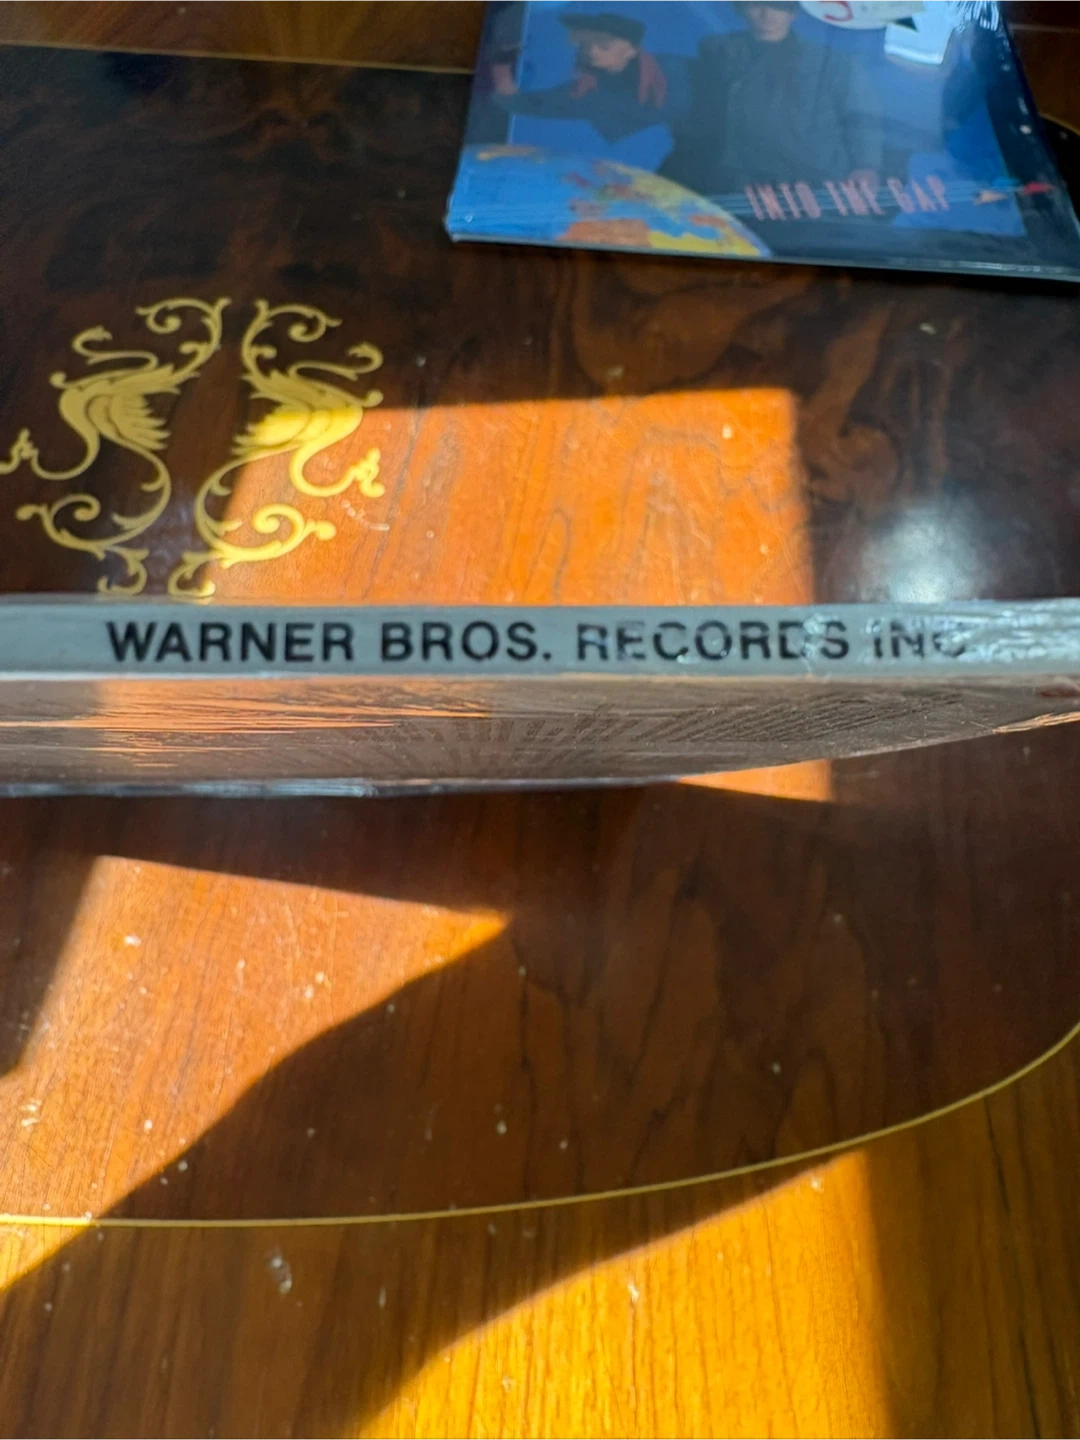 INTO THE GAP
WARNER BROS. RECORDS INC